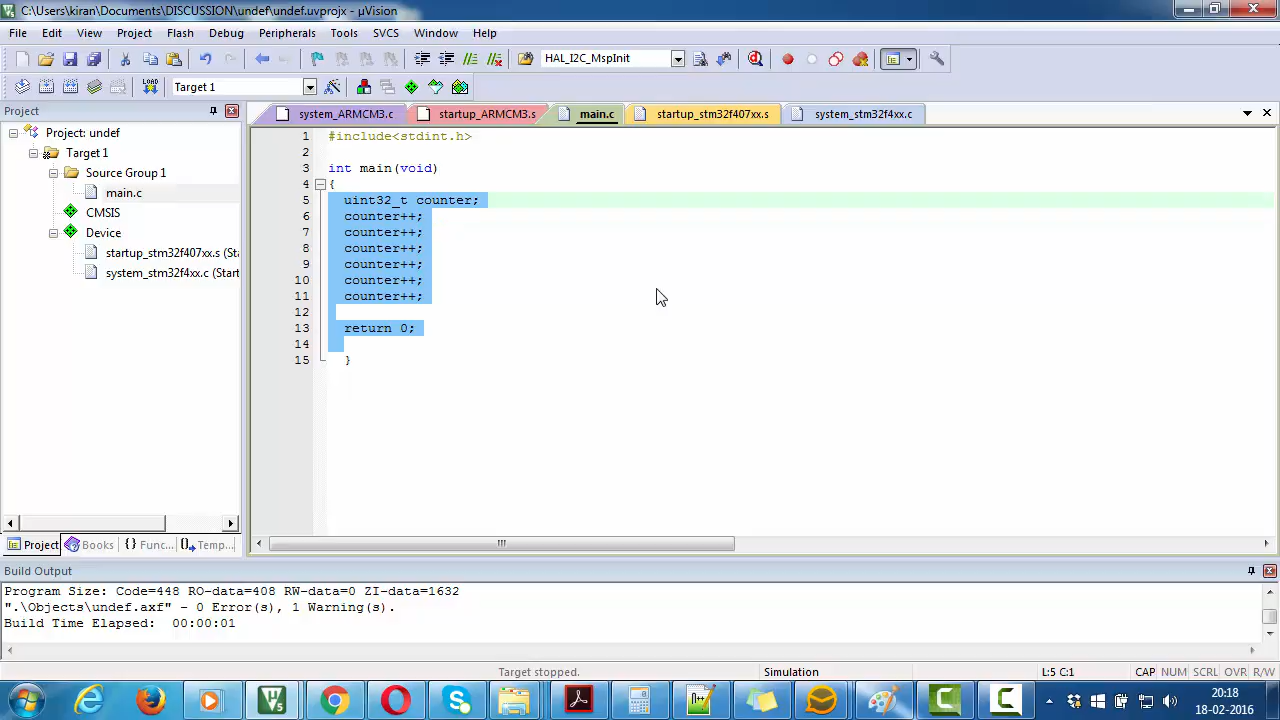 C:\Users\kiran\Documents\DISCUSSION\undef\undef.uvprojx - µVision
File Edit View Project Flash Debug Peripherals Tools SVCS Window Help
HAL_I2C_MspInit
LOAD Target 1
Project
system_ARMCM3.c startup_ARMCM3.s main.c startup_stm32f407xx.s system_stm32f4xx.c
Project: undef
Target 1
Source Group 1
main.c
CMSIS
Device
startup_stm32f407xx.s (Sta
system_stm32f4xx.c (Start
1 #include<stdint.h>
2
3 int main(void)
4 {
5 uint32_t counter;
6 counter++;
7 counter++;
8 counter++;
9 counter++;
10 counter++;
11 counter++;
12
13 return 0;
14
15 }
Project Books {} Func... Temp...
Build Output
Program Size: Code=448 RO-data=408 RW-data=0 ZI-data=1632
".\Objects\undef.axf" - 0 Error(s), 1 Warning(s).
Build Time Elapsed: 00:00:01
Target stopped. Simulation L:5 C:1 CAP NUM SCRL OVR R/W
20:18
18-02-2016